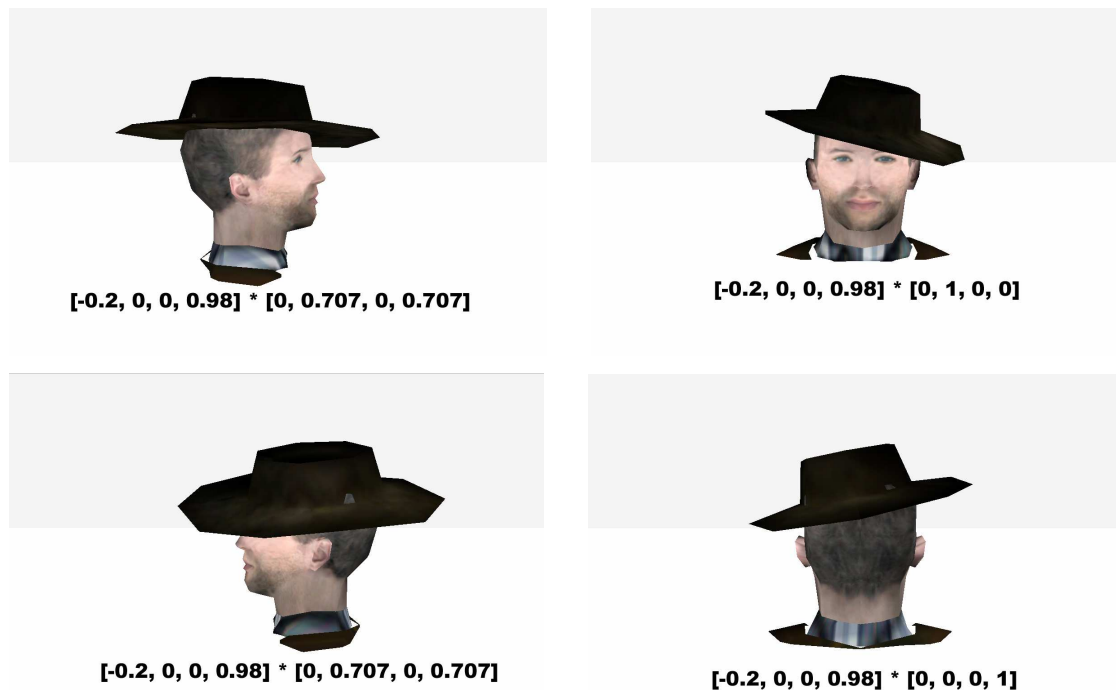 [-0.2, 0, 0, 0.98] * [0, 0.707, 0, 0.707]
[-0.2, 0, 0, 0.98] * [0, 1, 0, 0]
[-0.2, 0, 0, 0.98] * [0, 0.707, 0, 0.707]
[-0.2, 0, 0, 0.98] * [0, 0, 0, 1]